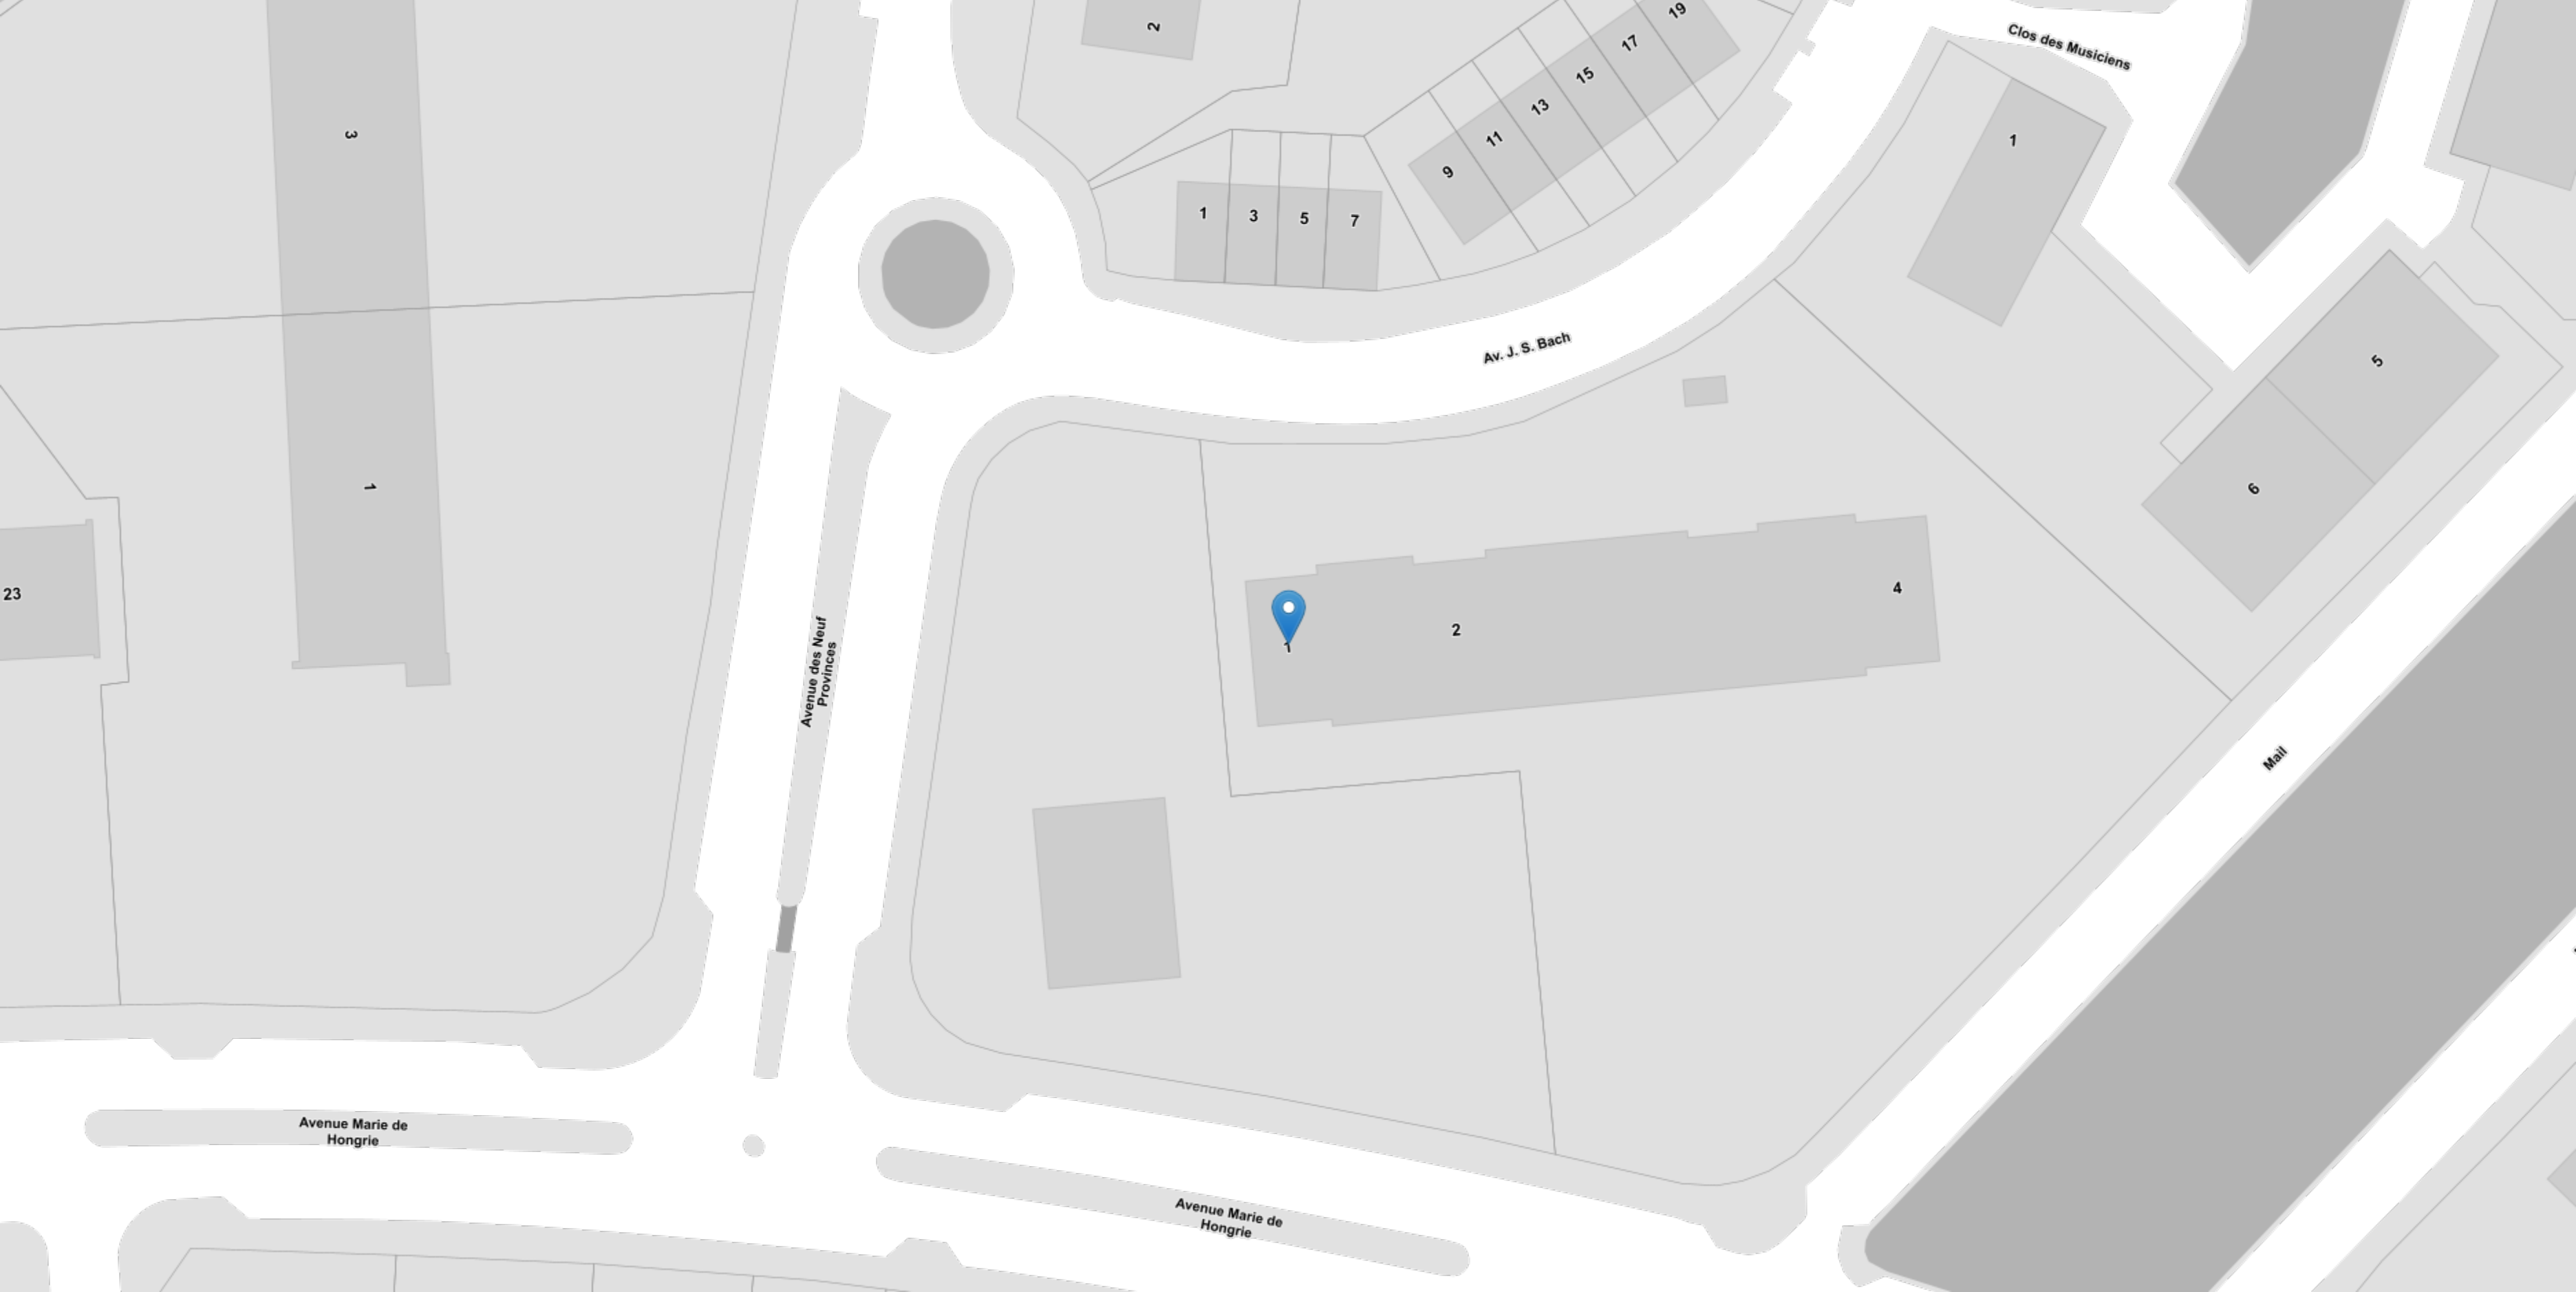 19
2
17
Clos des Musiciens
15
13
3
11
1
9
1
3
5
7
Av. J. S. Bach
5
1
6
23
4
2
1
Avenue des Neuf
Provinces
Mail
Avenue Marie de
Hongrie
Avenue Marie de
Hongrie